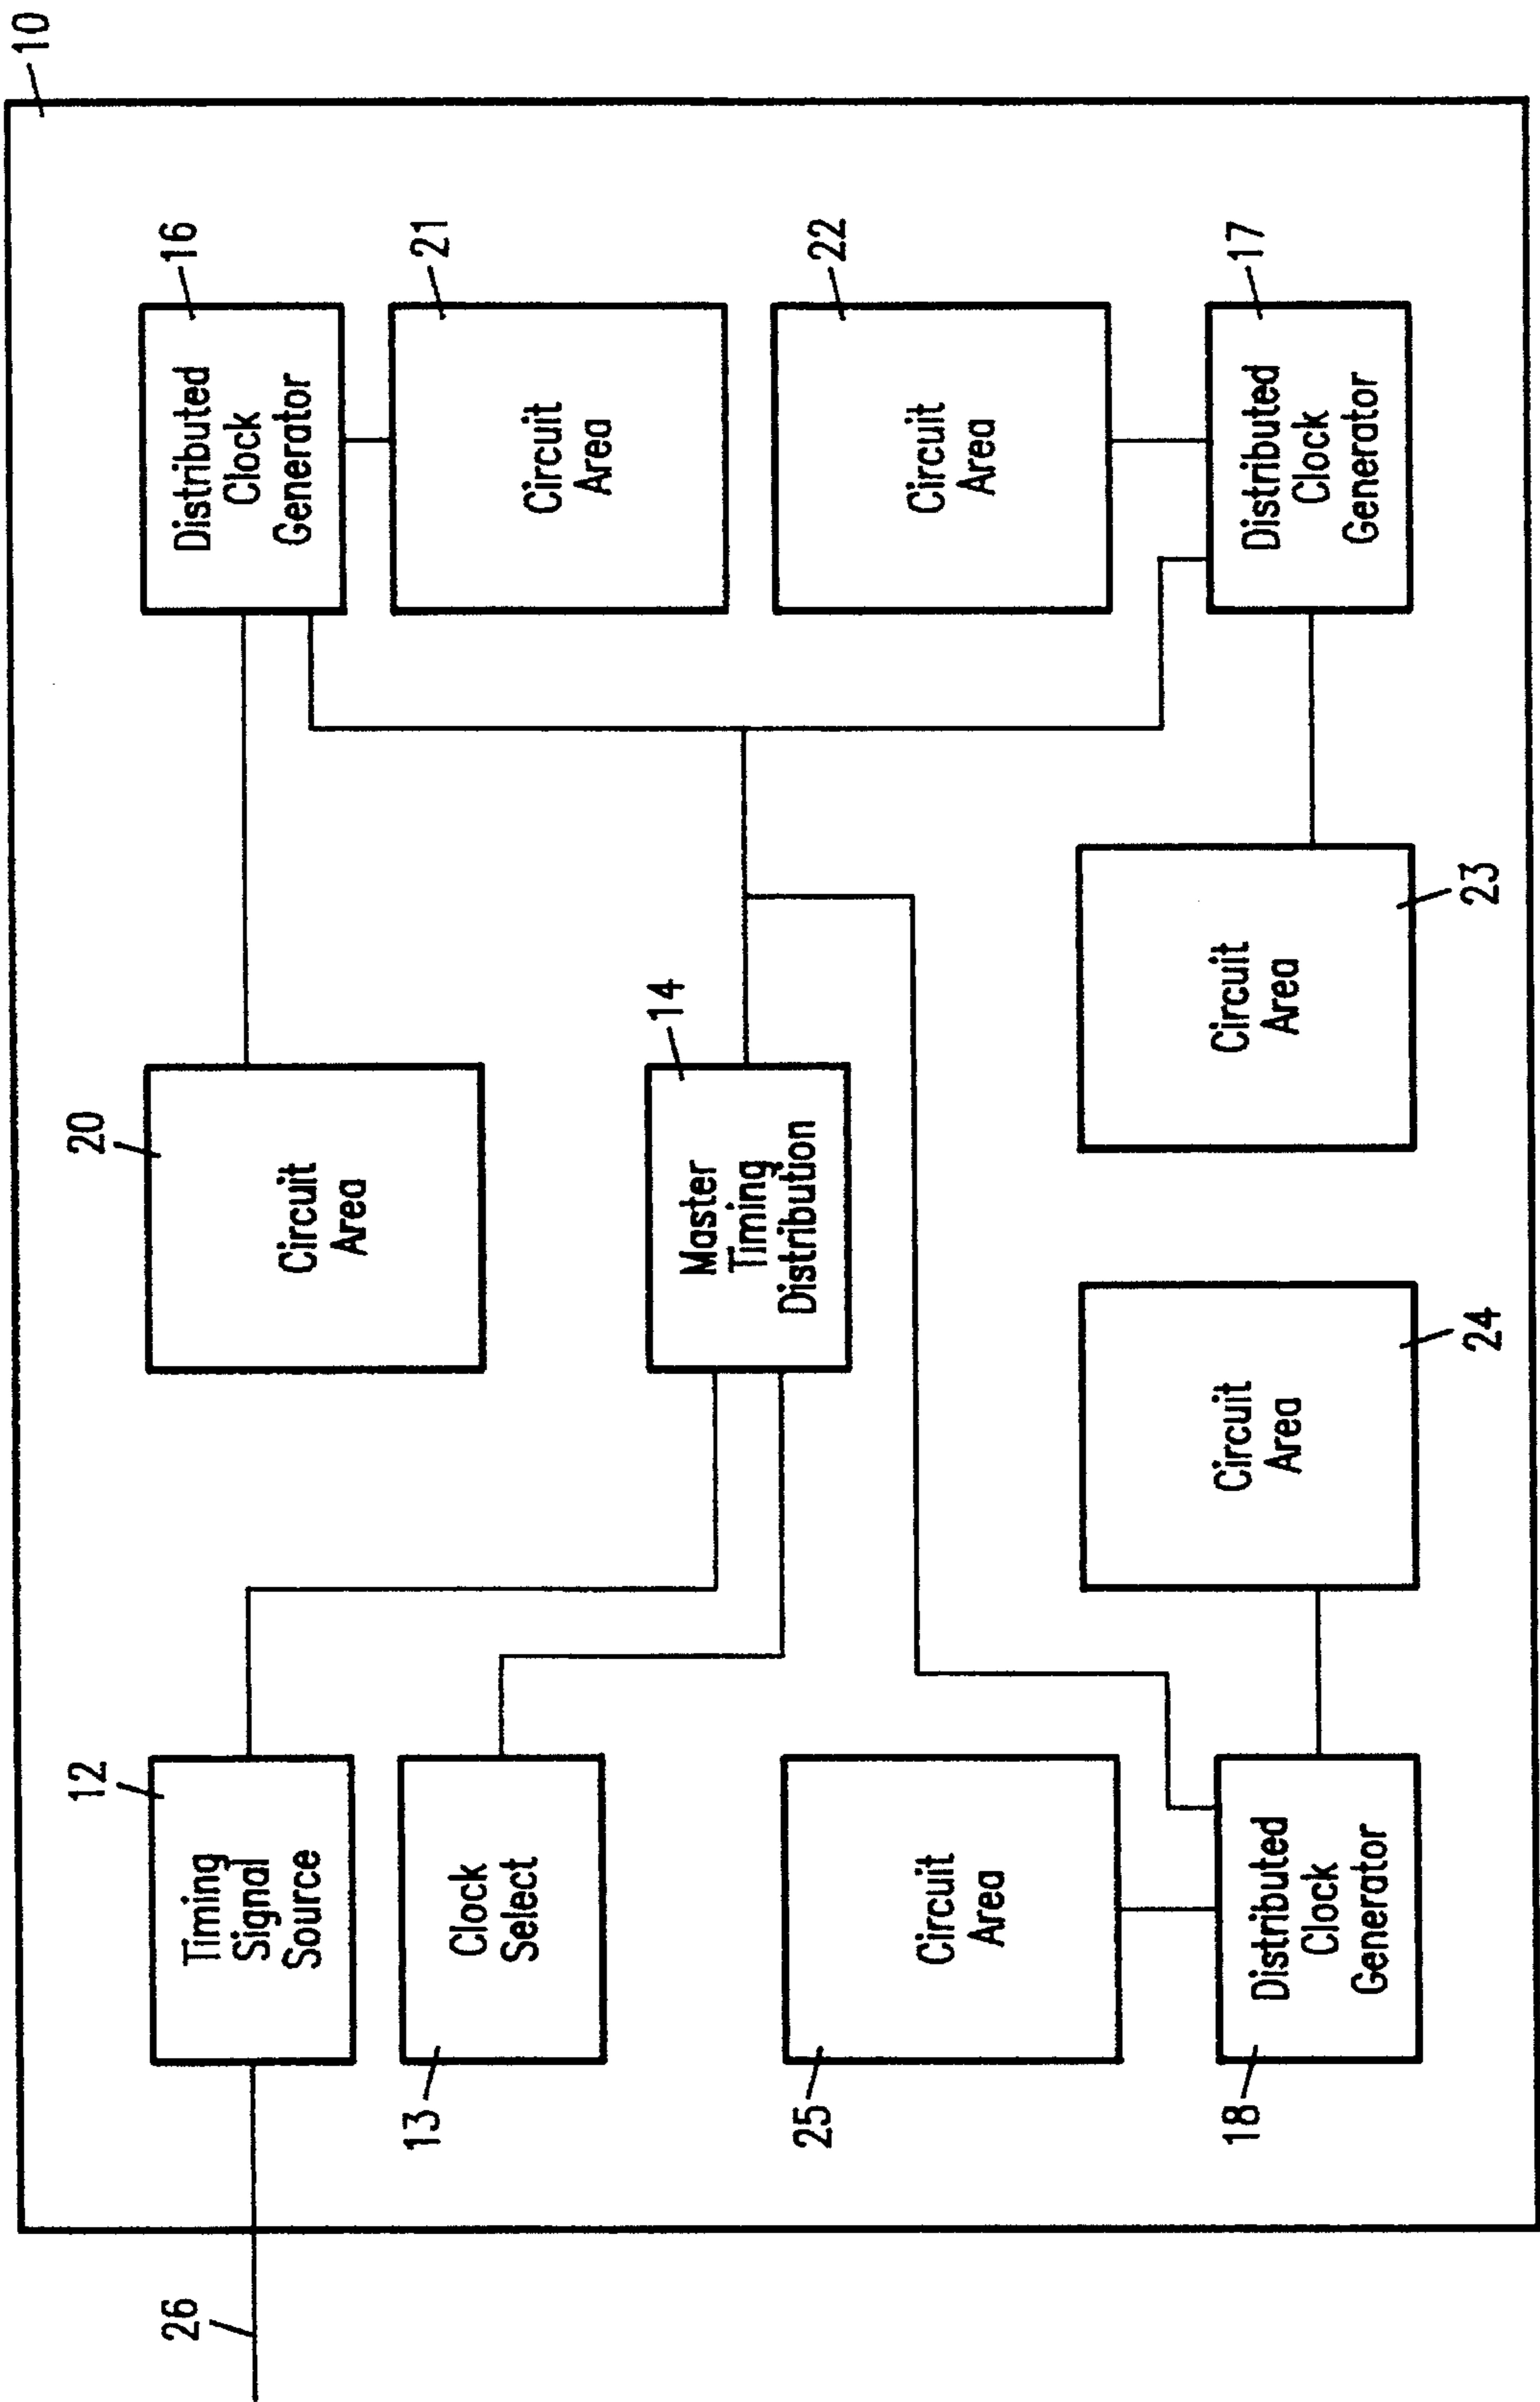 10
12
Timing
Signal
Source
20
Circuit
Area
16
Distributed
Clock
Generator
26
13
Clock
Select
14
Master
Timing
Distribution
21
Circuit
Area
25
Circuit
Area
22
Circuit
Area
18
Distributed
Clock
Generator
24
Circuit
Area
23
Circuit
Area
17
Distributed
Clock
Generator